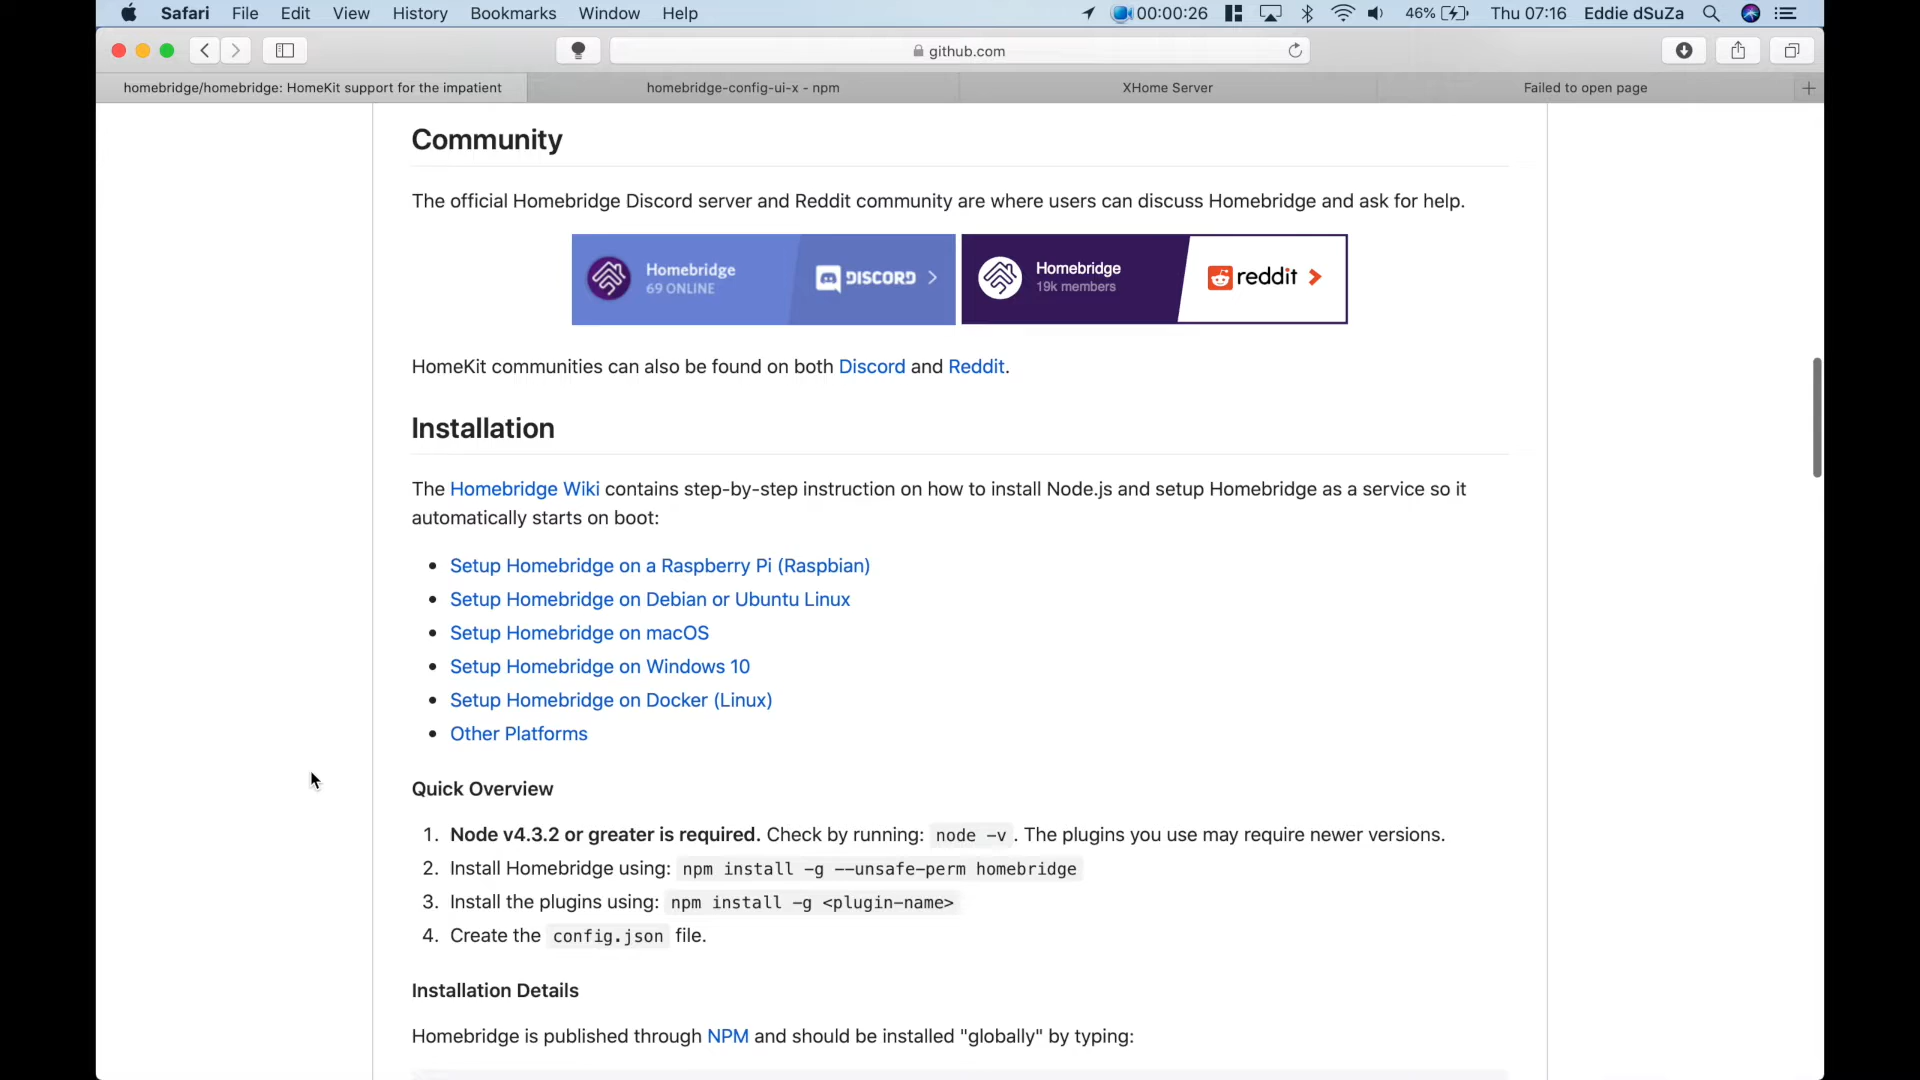 Safari File Edit View History Bookmarks Window Help 00:00:26 46% Thu 07:16 Eddie dSuZa
github.com
homebridge/homebridge: HomeKit support for the impatient homebridge-config-ui-x - npm XHome Server Failed to open page
Community
The official Homebridge Discord server and Reddit community are where users can discuss Homebridge and ask for help.
Homebridge
69 ONLINE
DISCORD
Homebridge
19k members
reddit
HomeKit communities can also be found on both Discord and Reddit.
Installation
The Homebridge Wiki contains step-by-step instruction on how to install Node.js and setup Homebridge as a service so it
automatically starts on boot:
• Setup Homebridge on a Raspberry Pi (Raspbian)
• Setup Homebridge on Debian or Ubuntu Linux
• Setup Homebridge on macOS
• Setup Homebridge on Windows 10
• Setup Homebridge on Docker (Linux)
• Other Platforms
Quick Overview
1. Node v4.3.2 or greater is required. Check by running: node -v. The plugins you use may require newer versions.
2. Install Homebridge using: npm install -g --unsafe-perm homebridge
3. Install the plugins using: npm install -g <plugin-name>
4. Create the config.json file.
Installation Details
Homebridge is published through NPM and should be installed "globally" by typing: